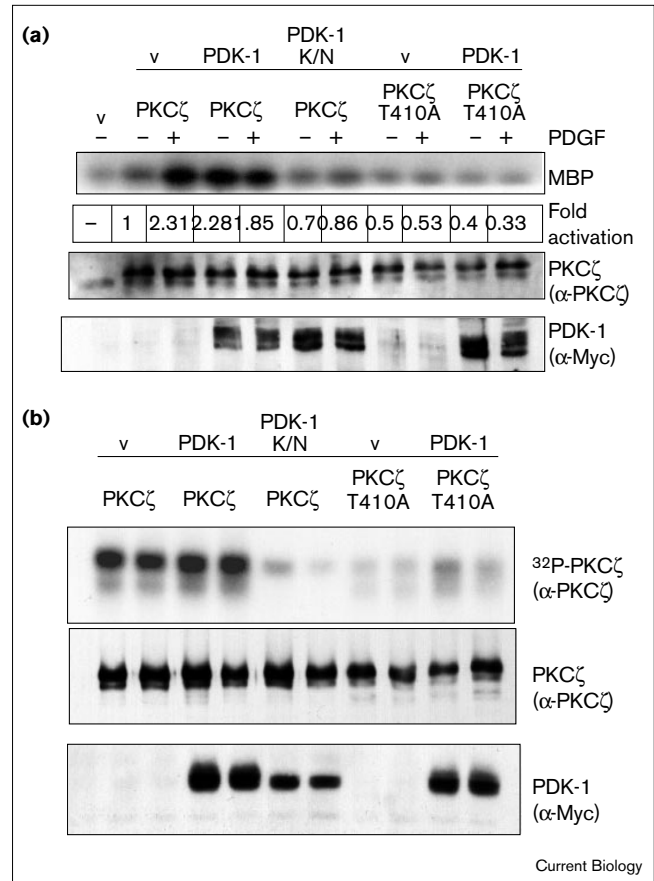 (a)
PDK-1
v PDK-1 K/N v PDK-1
v PKCζ PKCζ PKCζ PKCζ T410A PKCζ T410A
– – + – + – + – + – + PDGF
MBP
– 1 2.31 2.28 1.85 0.7 0.86 0.5 0.53 0.4 0.33 Fold activation
PKCζ
(α-PKCζ)
PDK-1
(α-Myc)
(b)
PDK-1
v PDK-1 K/N v PDK-1
PKCζ PKCζ PKCζ PKCζ T410A PKCζ T410A
32P-PKCζ
(α-PKCζ)
PKCζ
(α-PKCζ)
PDK-1
(α-Myc)
Current Biology